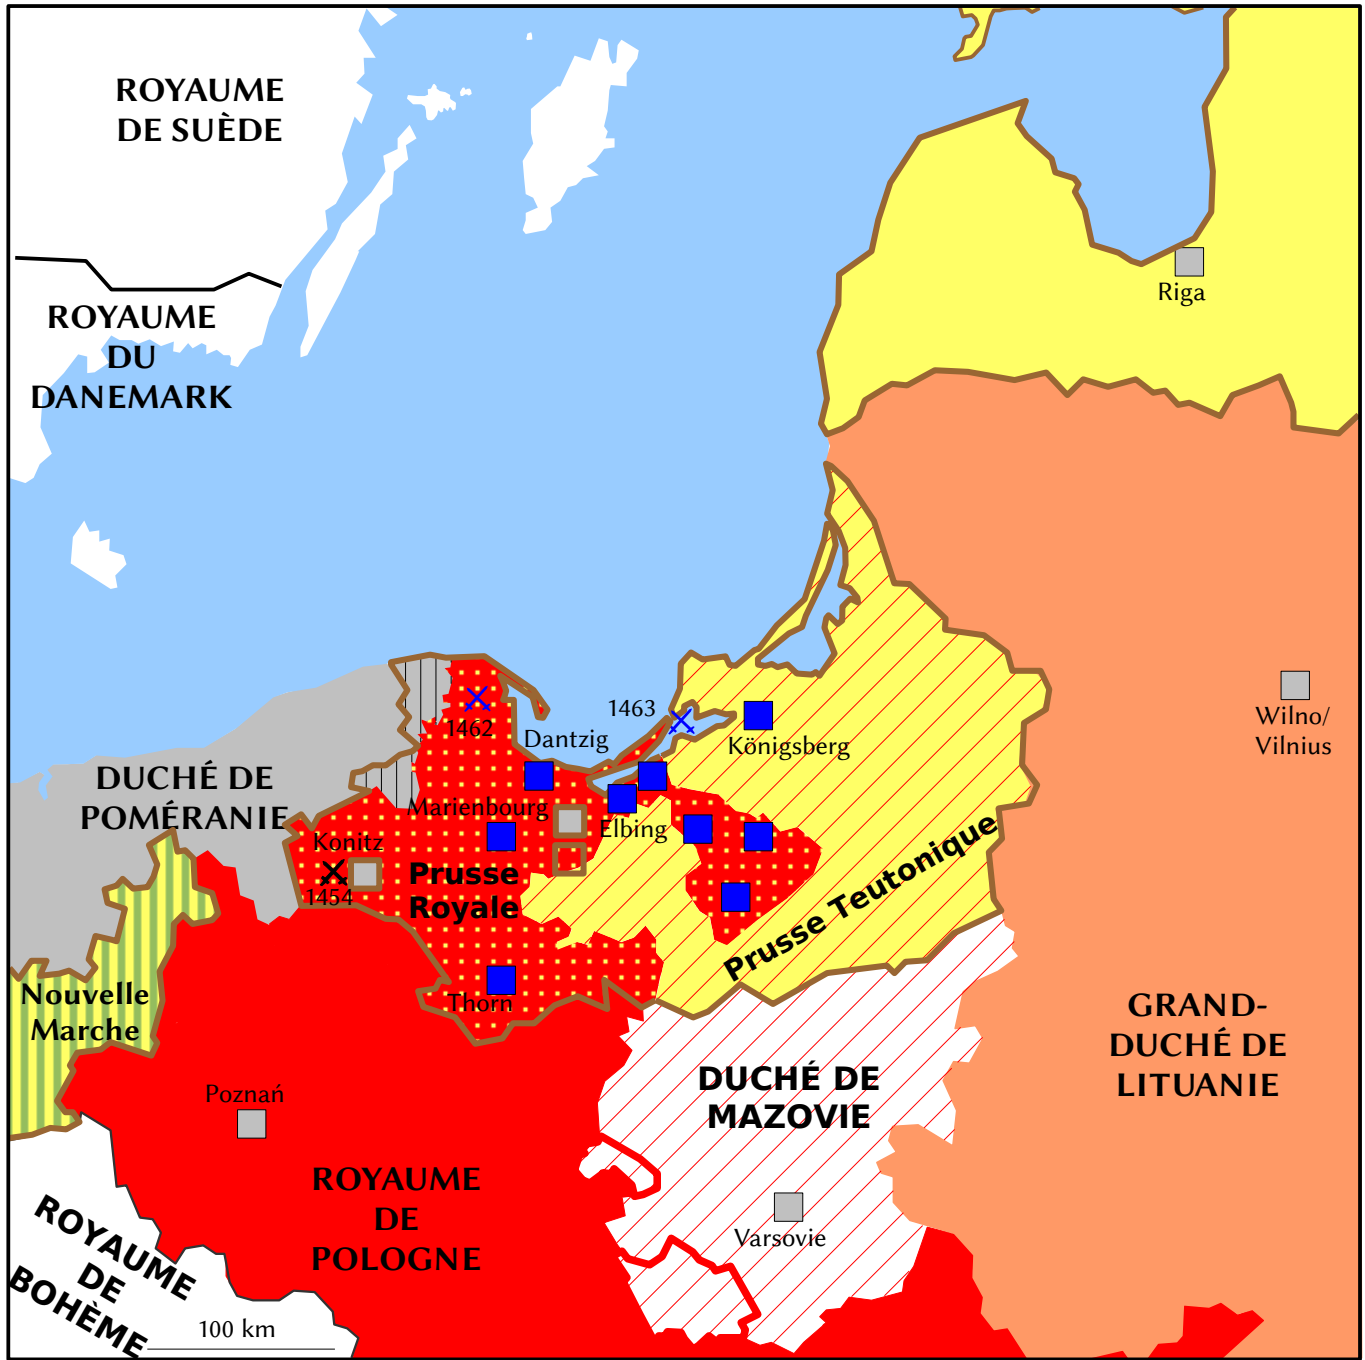 ROYAUME
DE SUÈDE
ROYAUME
DU
DANEMARK
Riga
1463
1462
Dantzig
Königsberg
Wilno/
Vilnius
DUCHÉ DE
POMÉRANIE
Marienbourg
Elbing
Konitz
1454
Prusse
Royale
Prusse Teutonique
Nouvelle
Marche
Thorn
GRAND-
DUCHÉ DE
LITUANIE
DUCHÉ DE
MAZOVIE
Poznań
ROYAUME
DE
POLOGNE
Varsovie
ROYAUME
DE
BOHÈME
100 km